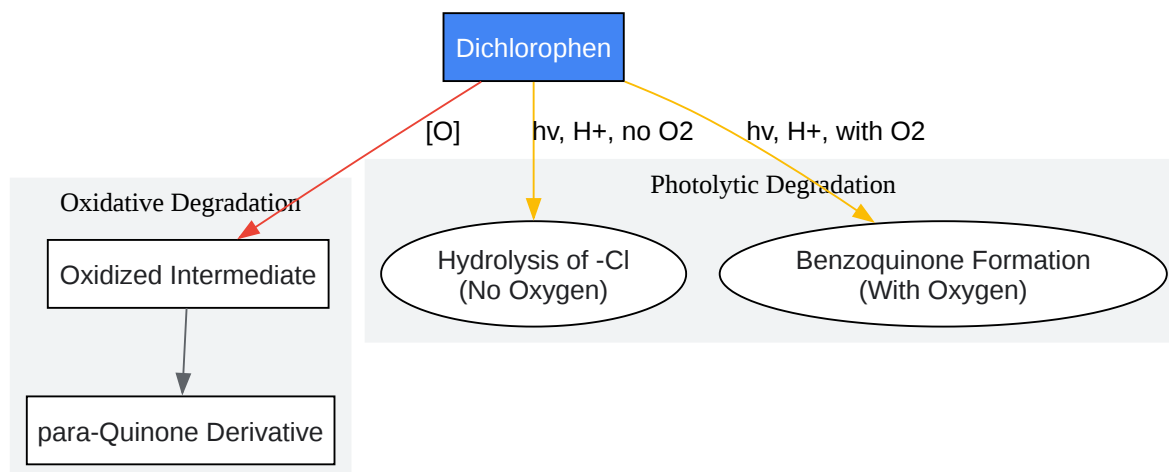 Dichlorophen
[O]
hv, H+, no O2
hv, H+, with O2
Oxidative Degradation
Photolytic Degradation
Oxidized Intermediate
Hydrolysis of -Cl
(No Oxygen)
Benzoquinone Formation
(With Oxygen)
para-Quinone Derivative